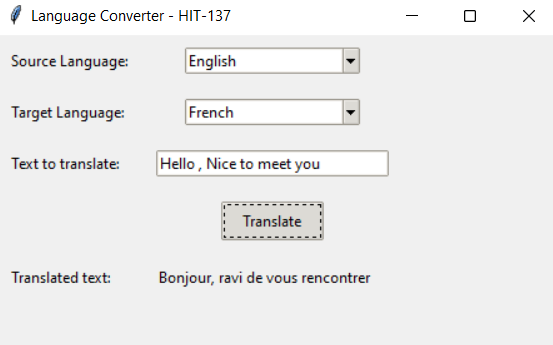 Language Converter - HIT-137
Source Language: English
Target Language: French
Text to translate: Hello , Nice to meet you
Translate
Translated text: Bonjour, ravi de vous rencontrer